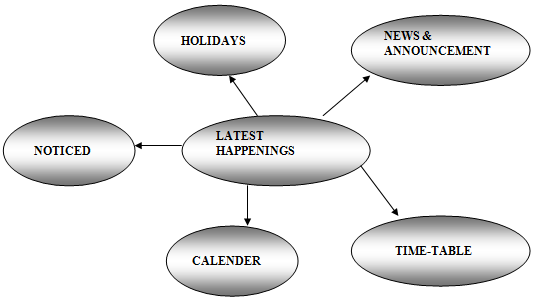 HOLIDAYS
NEWS &
ANNOUNCEMENT
LATEST
HAPPENINGS
NOTICED
CALENDER
TIME-TABLE